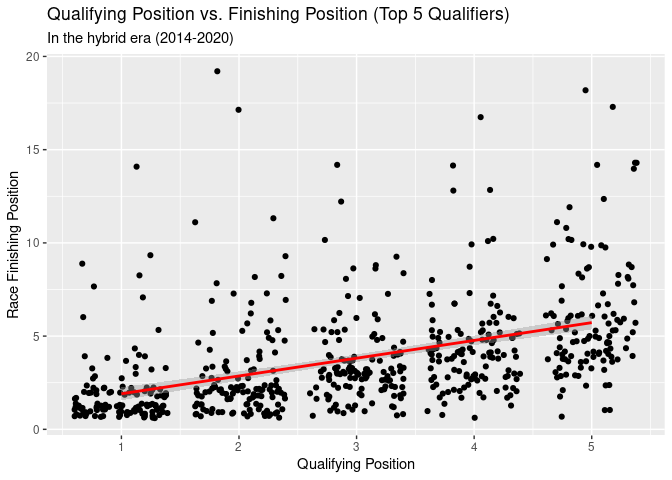 Qualifying Position vs. Finishing Position (Top 5 Qualifiers)
In the hybrid era (2014-2020)
20
15
10
5
0
Race Finishing Position
1 2 3 4 5
Qualifying Position